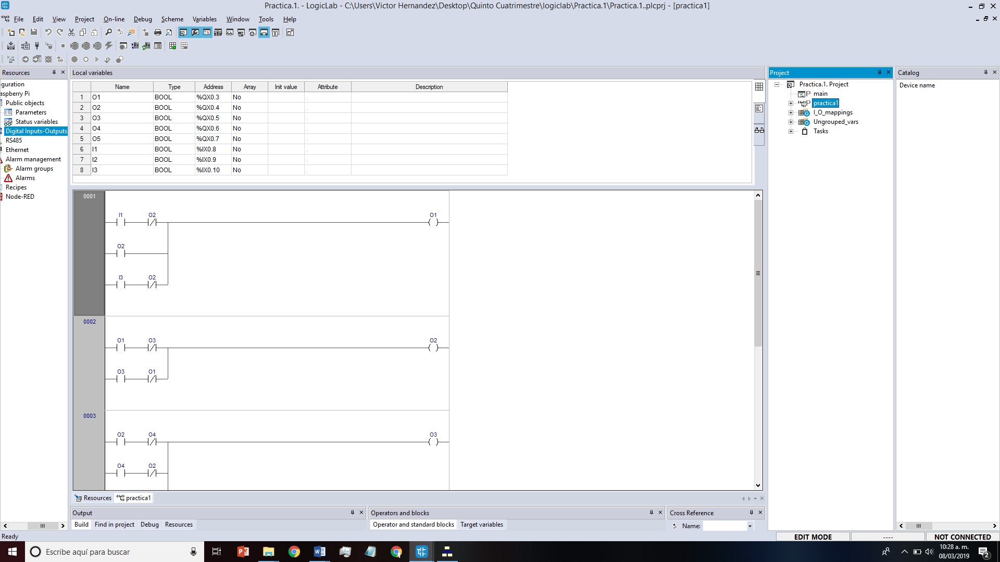 Practica.1. - LogicLab - C:\Users\Victor Hernandez\Desktop\Quinto Cuatrimestre\logiclab\Practica.1\Practica.1..plcprj - [practica1]
File Edit View Project On-line Debug Scheme Variables Window Tools Help
Resources
guration
aspberry Pi
Public objects
Parameters
Status variables
Digital Inputs-Outputs
RS485
Ethernet
Alarm management
Alarm groups
Alarms
Recipes
Node-RED
Local variables
Name Type Address Array Init value Attribute Description
1 O1 BOOL %QX0.3 No ..
2 O2 BOOL %QX0.4 No ..
3 O3 BOOL %QX0.5 No ..
4 O4 BOOL %QX0.6 No ..
5 O5 BOOL %QX0.7 No ..
6 I1 BOOL %IX0.8 No ..
7 I2 BOOL %IX0.9 No ..
8 I3 BOOL %IX0.10 No ..
0001
I1 O2 O1
O2
I3 O2
0002
O1 O3 O2
O3 O1
0003
O2 O4 O3
O4 O2
Resources practica1
Project
Practica.1. Project
main
practica1
I_O_mappings
Ungrouped_vars
Tasks
Catalog
Device name
Output
Build Find in project Debug Resources
Operators and blocks
Operator and standard blocks Target variables
Cross Reference
Name:
Ready
EDIT MODE ---- NOT CONNECTED
Escribe aquí para buscar
10:28 a. m.
08/03/2019
2